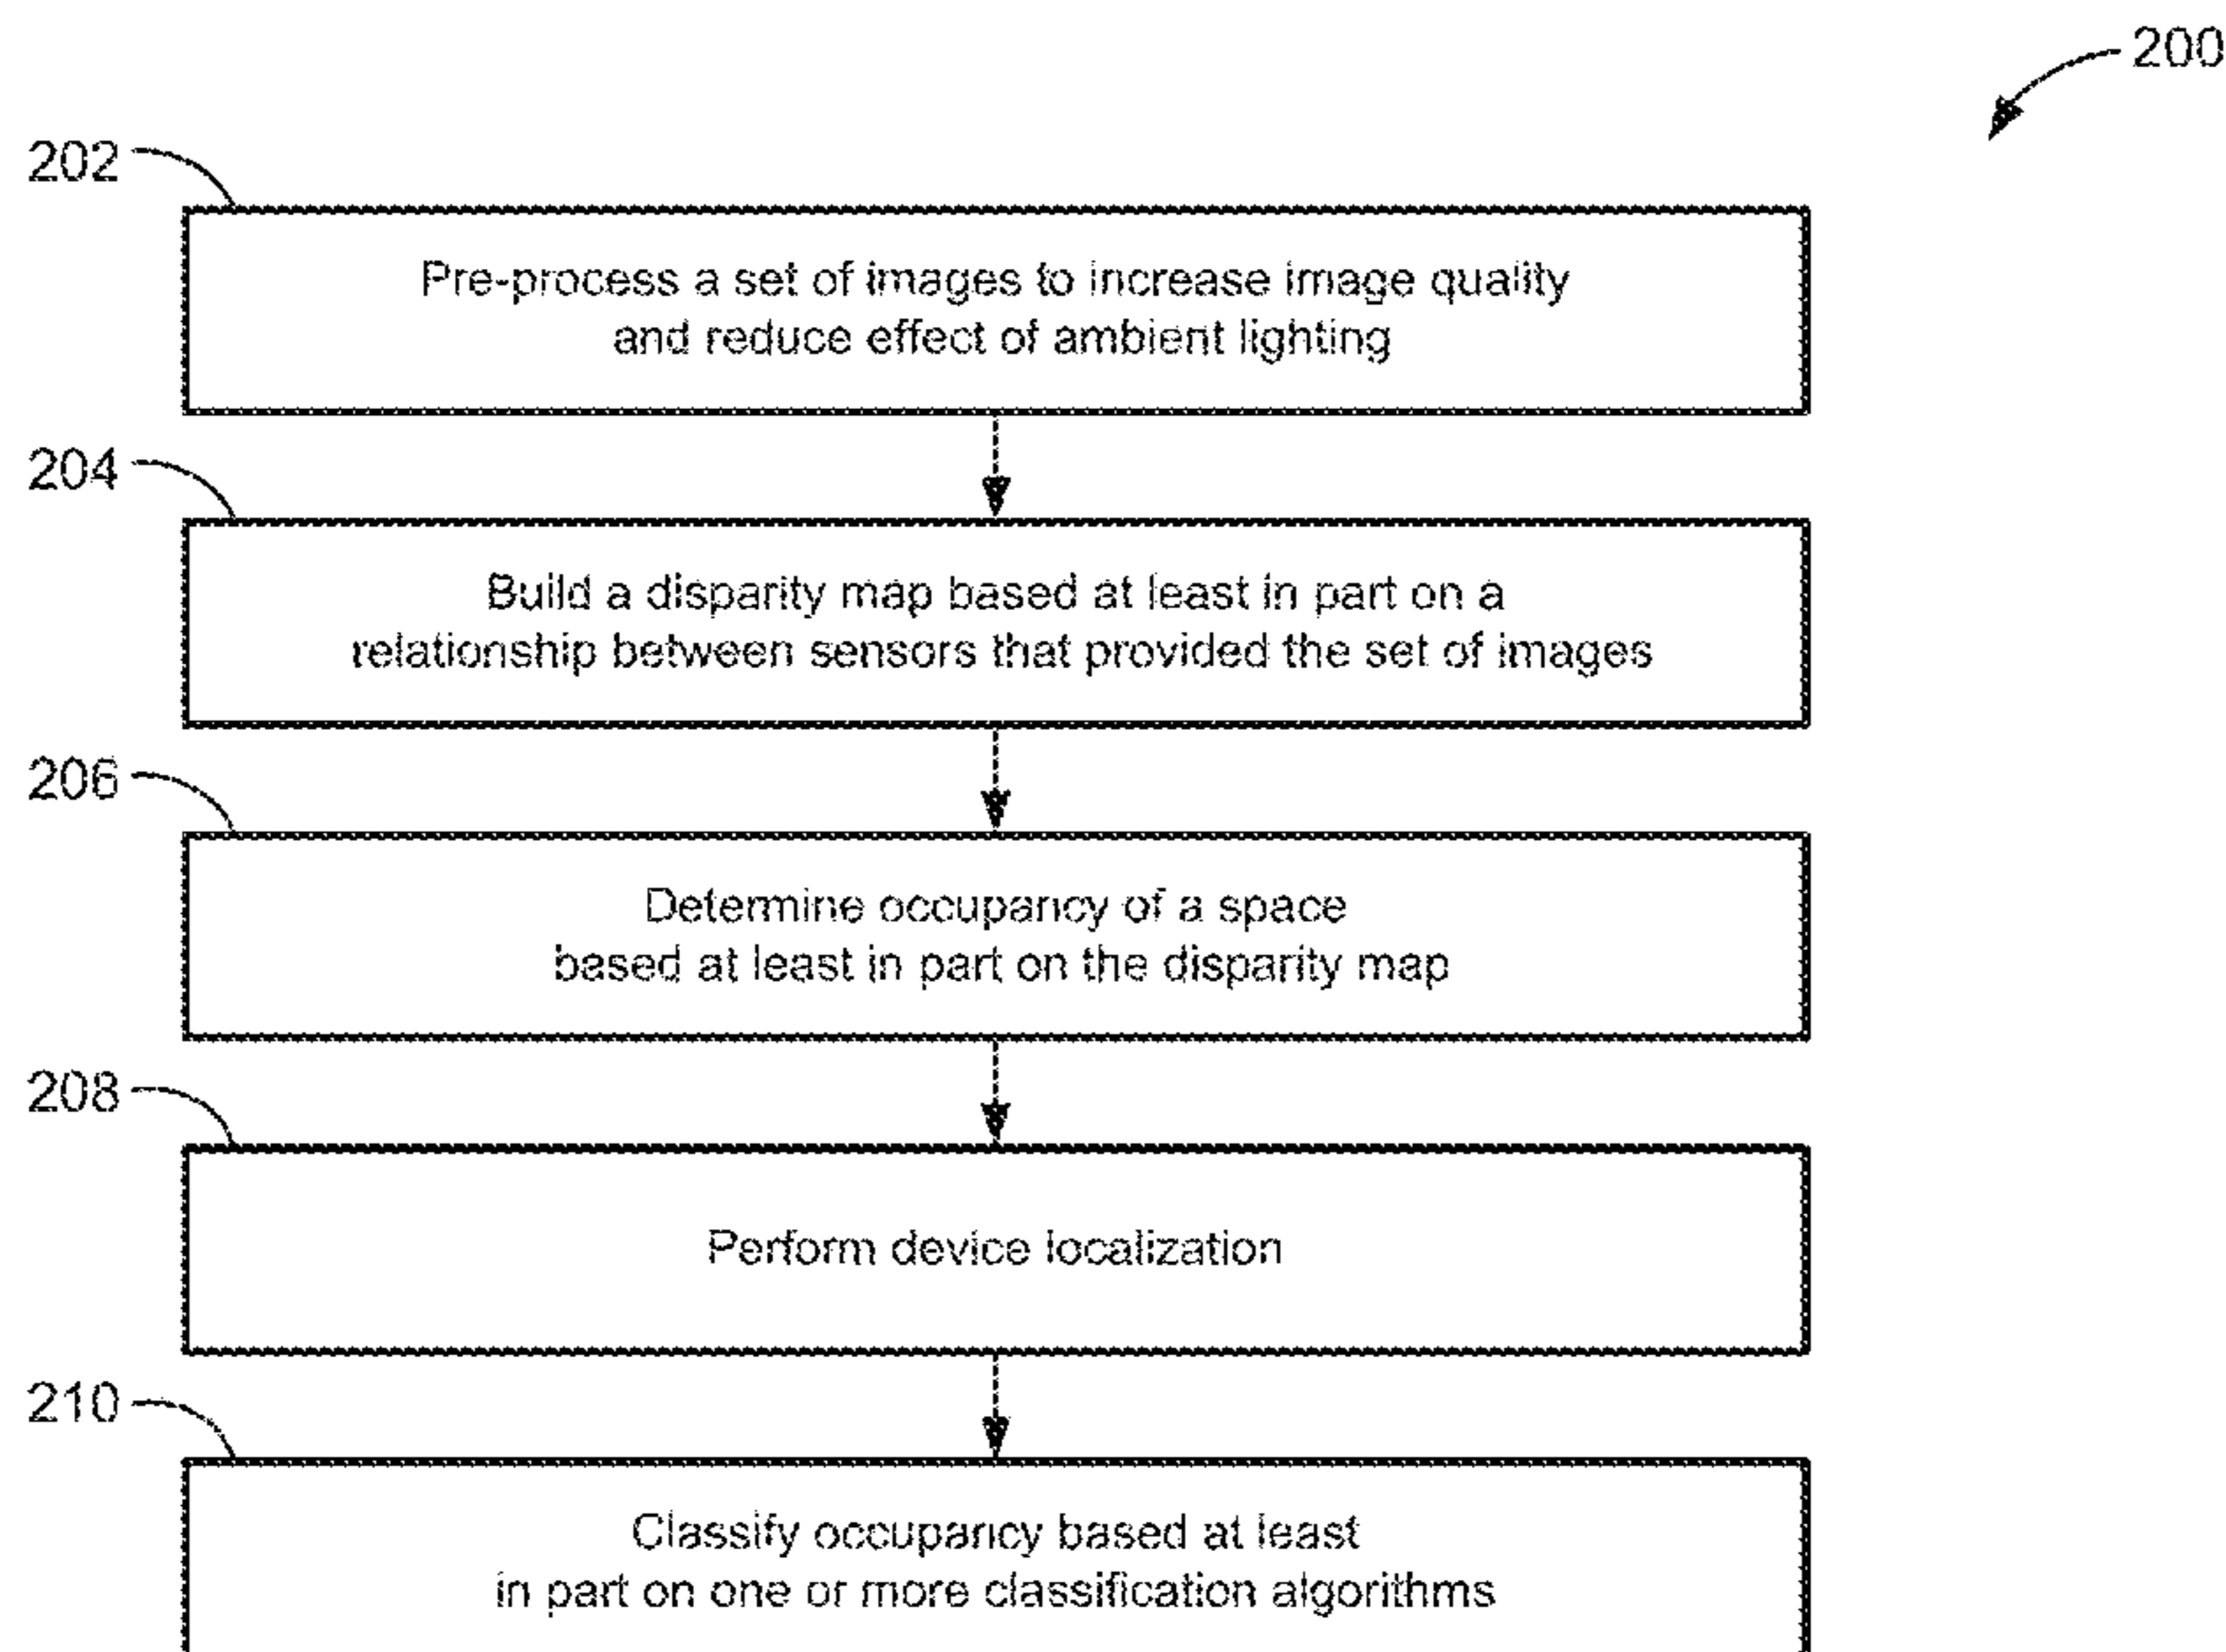 200
202
Pre-process a set of images to increase image quality
and reduce effect of ambient lighting
204
Build a disparity map based at least in part on a
relationship between sensors that provided the set of images
206
Determine occupancy of a space
based at least in part on the disparity map
208
Perform device localization
210
Classify occupancy based at least
in part on one or more classification algorithms